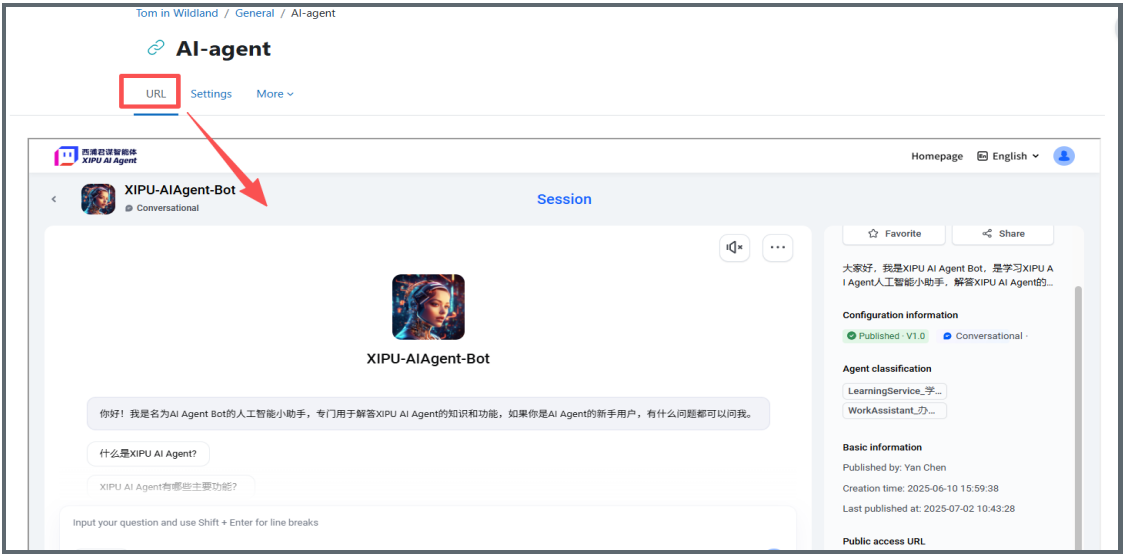 Tom in Wildland / General / AI-agent
AI-agent
URL Settings More
西浦君谋智能体
XIPU AI Agent
Homepage En English
XIPU-AIAgent-Bot
Conversational
Session
Favorite Share
大家好，我是XIPU AI Agent Bot，是学习XIPU A
I Agent人工智能小助手，解答XIPU AI Agent的...
Configuration information
Published · V1.0 Conversational ·
Agent classification
LearningService_学...
WorkAssistant_办...
Basic information
Published by: Yan Chen
Creation time: 2025-06-10 15:59:38
Last published at: 2025-07-02 10:43:28
Public access URL
XIPU-AIAgent-Bot
你好！我是名为AI Agent Bot的人工智能小助手，专门用于解答XIPU AI Agent的知识和功能，如果你是AI Agent的新手用户，有什么问题都可以问我。
什么是XIPU AI Agent?
XIPU AI Agent有哪些主要功能?
Input your question and use Shift + Enter for line breaks